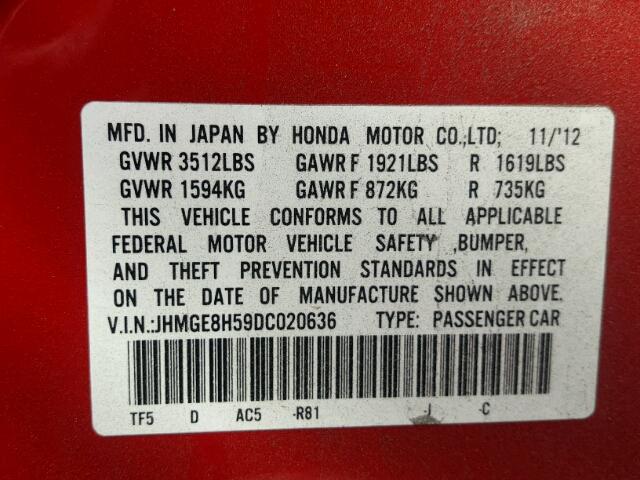 MFD. IN JAPAN BY HONDA MOTOR CO.,LTD; 11/'12
GVWR 3512LBS GAWR F 1921LBS R 1619LBS
GVWR 1594KG GAWR F 872KG R 735KG
THIS VEHICLE CONFORMS TO ALL APPLICABLE
FEDERAL MOTOR VEHICLE SAFETY ,BUMPER,
AND THEFT PREVENTION STANDARDS IN EFFECT
ON THE DATE OF MANUFACTURE SHOWN ABOVE.
V.I.N.:JHMGE8H59DC020636 TYPE: PASSENGER CAR
TF5 D AC5 -R81 -J -C